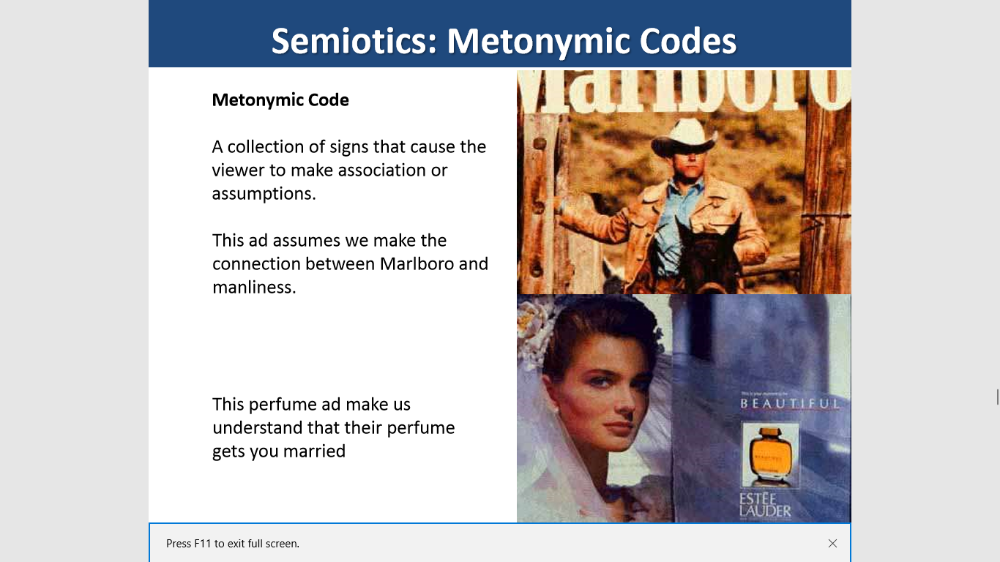 Semiotics: Metonymic Codes
Metonymic Code
A collection of signs that cause the
viewer to make association or
assumptions.
This ad assumes we make the
connection between Marlboro and
manliness.
This perfume ad make us
understand that their perfume
gets you married
Marlboro
BEAUTIFUL
BEAUTIFUL
ESTĒE
LAUDER
Press F11 to exit full screen.